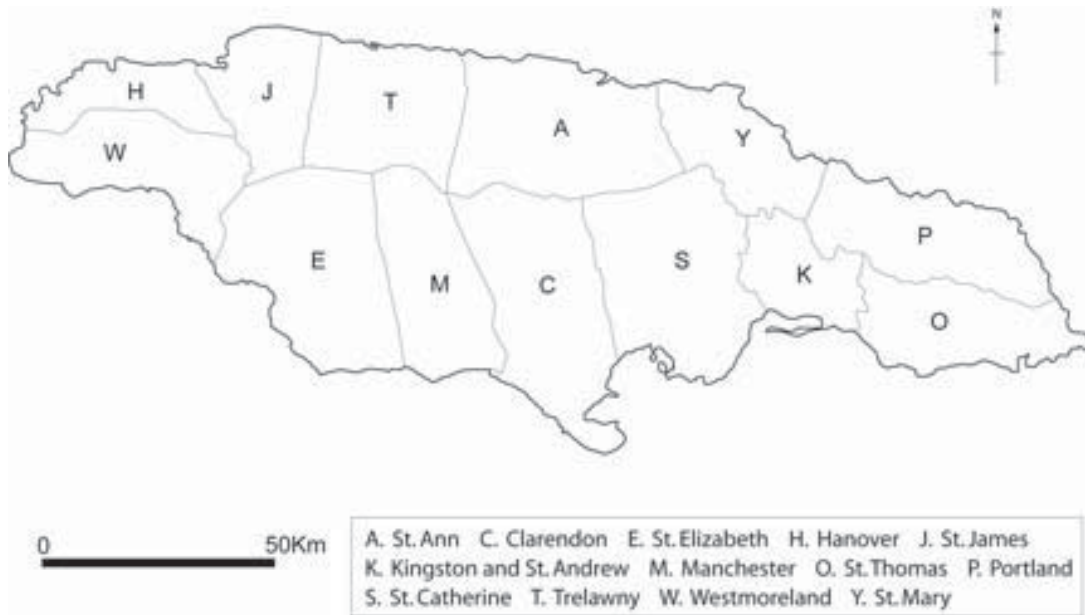 N
H
J
T
A
Y
W
E
M
C
S
K
P
O
0 50Km
A. St. Ann C. Clarendon E. St. Elizabeth H. Hanover J. St. James
K. Kingston and St. Andrew M. Manchester O. St. Thomas P. Portland
S. St. Catherine T. Trelawny W. Westmoreland Y. St. Mary